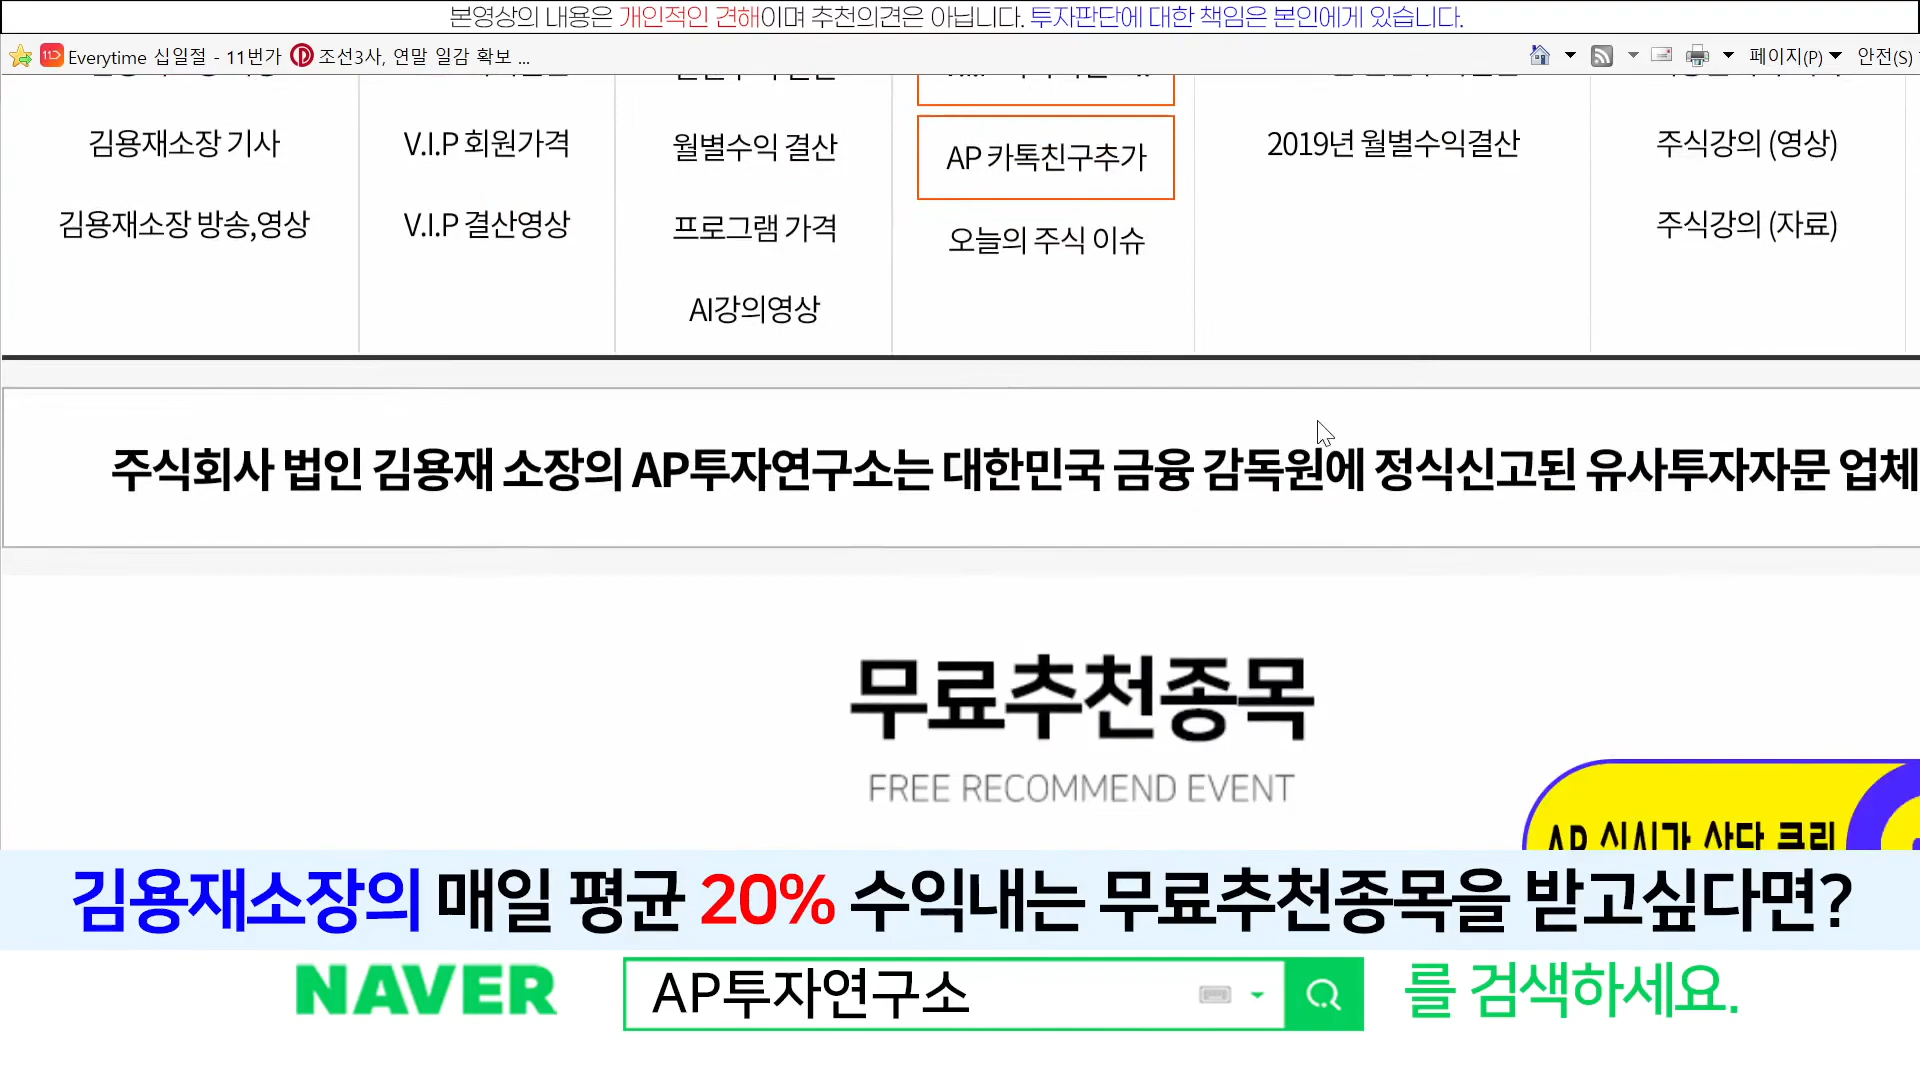 본영상의 내용은 개인적인 견해이며 추천의견은 아닙니다. 투자판단에 대한 책임은 본인에게 있습니다.
Everytime 십일절 - 11번가 조선3사, 연말 일감 확보 ... 페이지(P) 안전(S)
김용재소장 기사 V.I.P 회원가격 월별수익 결산 AP 카톡친구추가 2019년 월별수익결산 주식강의 (영상)
김용재소장 방송,영상 V.I.P 결산영상 프로그램 가격 오늘의 주식 이슈 주식강의 (자료)
AI강의영상
주식회사 법인 김용재 소장의 AP투자연구소는 대한민국 금융 감독원에 정식신고된 유사투자자문 업체
무료추천종목
FREE RECOMMEND EVENT
AP 실시간 상담 클릭
김용재소장의 매일 평균 20% 수익내는 무료추천종목을 받고싶다면?
NAVER AP투자연구소 를 검색하세요.